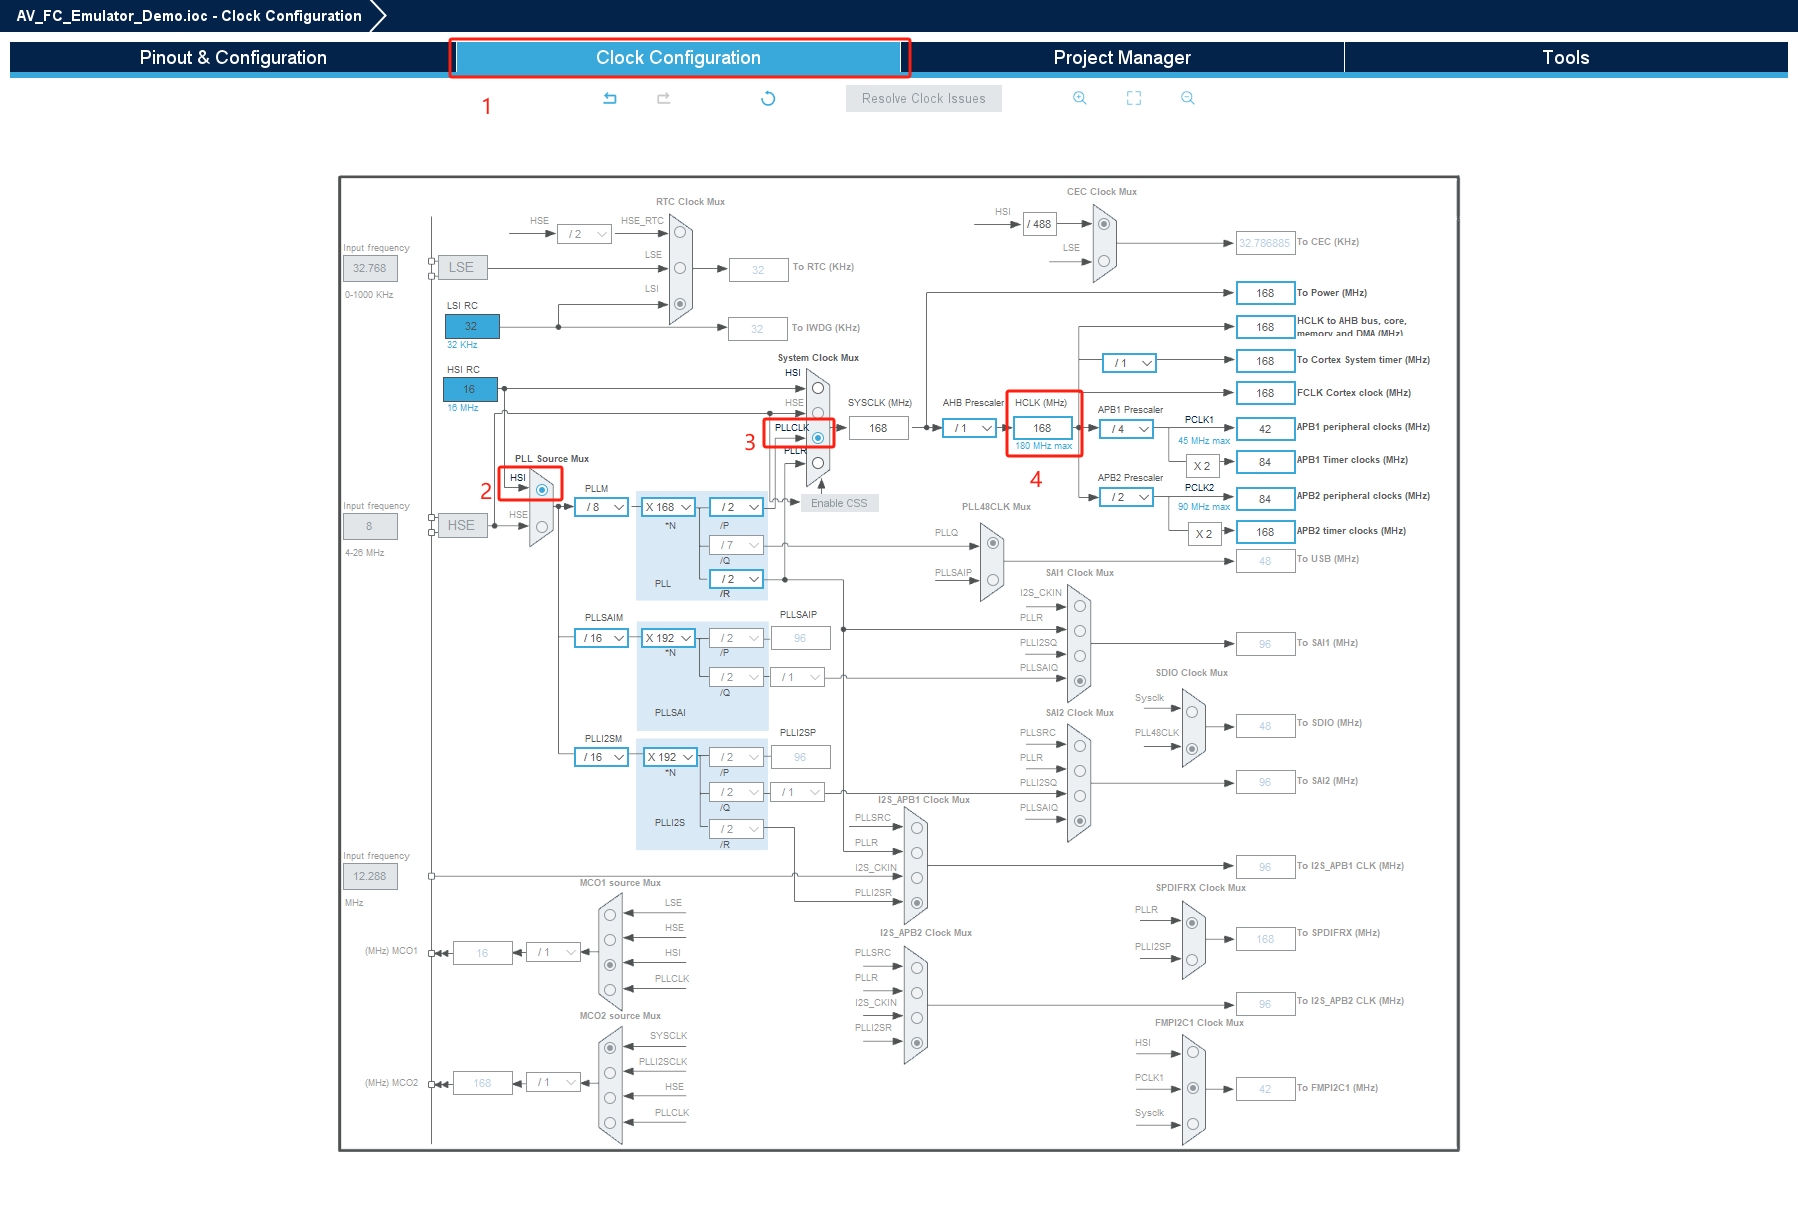 AV_FC_Emulator_Demo.ioc - Clock Configuration
Pinout & Configuration
Clock Configuration
Project Manager
Tools
1
Resolve Clock Issues
RTC Clock Mux
CEC Clock Mux
HSE
/ 2
HSE_RTC
HSI
/ 488
Input frequency
32.768
0-1000 KHz
LSE
LSE
LSE
32.786885
To CEC (KHz)
32
To RTC (KHz)
LSI
LSI RC
32
32 KHz
32
To IWDG (KHz)
168
To Power (MHz)
168
HCLK to AHB bus, core,
memory and DMA (MHz)
/ 1
168
To Cortex System timer (MHz)
168
FCLK Cortex clock (MHz)
HSI RC
16
16 MHz
System Clock Mux
HSI
HSE
3
PLLCLK
PLLR
SYSCLK (MHz)
168
AHB Prescaler
/ 1
HCLK (MHz)
168
180 MHz max
4
APB1 Prescaler
/ 4
PCLK1
45 MHz max
42
APB1 peripheral clocks (MHz)
X 2
84
APB1 Timer clocks (MHz)
APB2 Prescaler
/ 2
PCLK2
90 MHz max
84
APB2 peripheral clocks (MHz)
X 2
168
APB2 timer clocks (MHz)
PLL Source Mux
2
HSI
HSE
Input frequency
8
4-26 MHz
HSE
PLLM
/ 8
X 168
*N
/ 2
/P
/ 7
/Q
/ 2
/R
PLL
Enable CSS
PLL48CLK Mux
PLLQ
PLLSAIP
48
To USB (MHz)
PLLSAIM
/ 16
X 192
*N
/ 2
/P
PLLSAIP
96
/ 2
/Q
/ 1
PLLSAI
SAI1 Clock Mux
I2S_CKIN
PLLR
PLLI2SQ
PLLSAIQ
96
To SAI1 (MHz)
SDIO Clock Mux
Sysclk
PLL48CLK
48
To SDIO (MHz)
PLLI2SM
/ 16
X 192
*N
/ 2
/P
PLLI2SP
96
/ 2
/Q
/ 1
/ 2
/R
PLLI2S
SAI2 Clock Mux
PLLSRC
PLLR
PLLI2SQ
PLLSAIQ
96
To SAI2 (MHz)
I2S_APB1 Clock Mux
PLLSRC
PLLR
I2S_CKIN
PLLI2SR
96
To I2S_APB1 CLK (MHz)
Input frequency
12.288
MHz
MCO1 source Mux
LSE
HSE
HSI
PLLCLK
(MHz) MCO1
16
/ 1
SPDIFRX Clock Mux
PLLR
PLLI2SP
168
To SPDIFRX (MHz)
I2S_APB2 Clock Mux
PLLSRC
PLLR
I2S_CKIN
PLLI2SR
96
To I2S_APB2 CLK (MHz)
MCO2 source Mux
SYSCLK
PLLI2SCLK
HSE
PLLCLK
(MHz) MCO2
168
/ 1
FMPI2C1 Clock Mux
HSI
PCLK1
Sysclk
42
To FMPI2C1 (MHz)